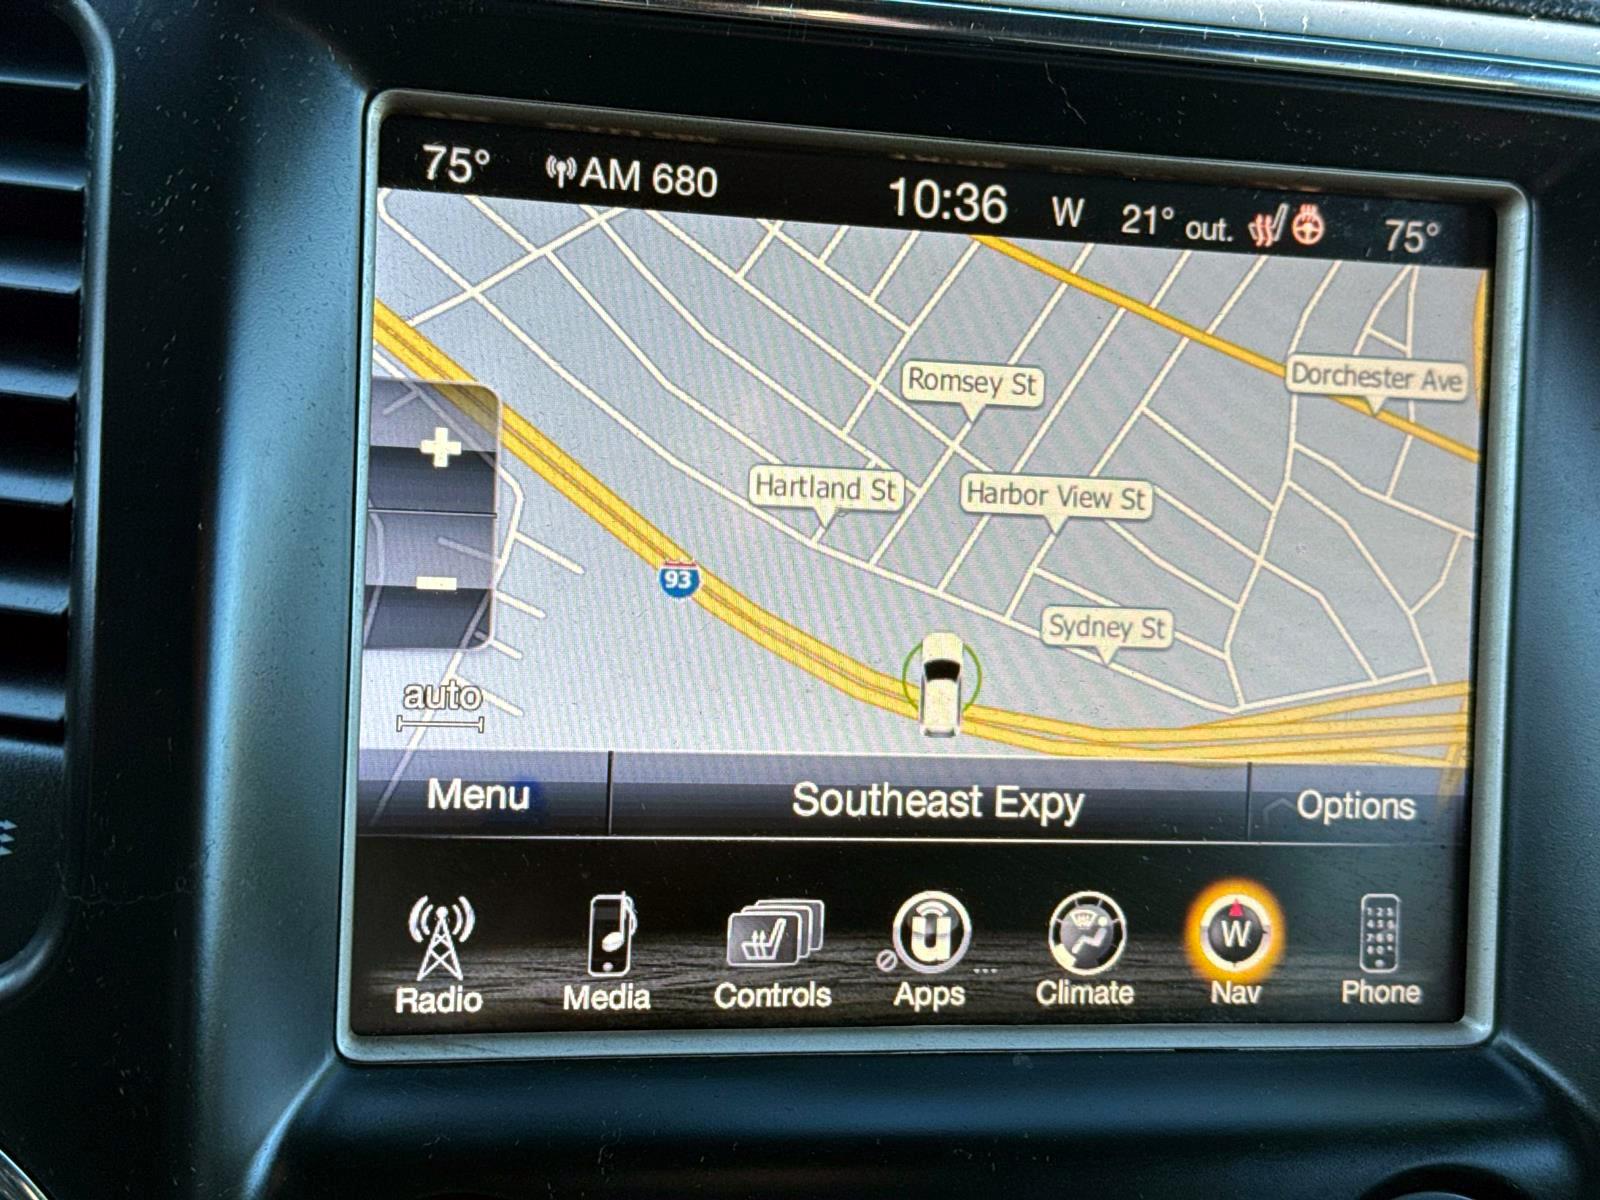 75° AM 680 10:36 W 21° out. 75°
Dorchester Ave
Romsey St
Hartland St
Harbor View St
93
Sydney St
+
-
auto
Menu Southeast Expy Options
W
Radio Media Controls Apps ... Climate Nav Phone